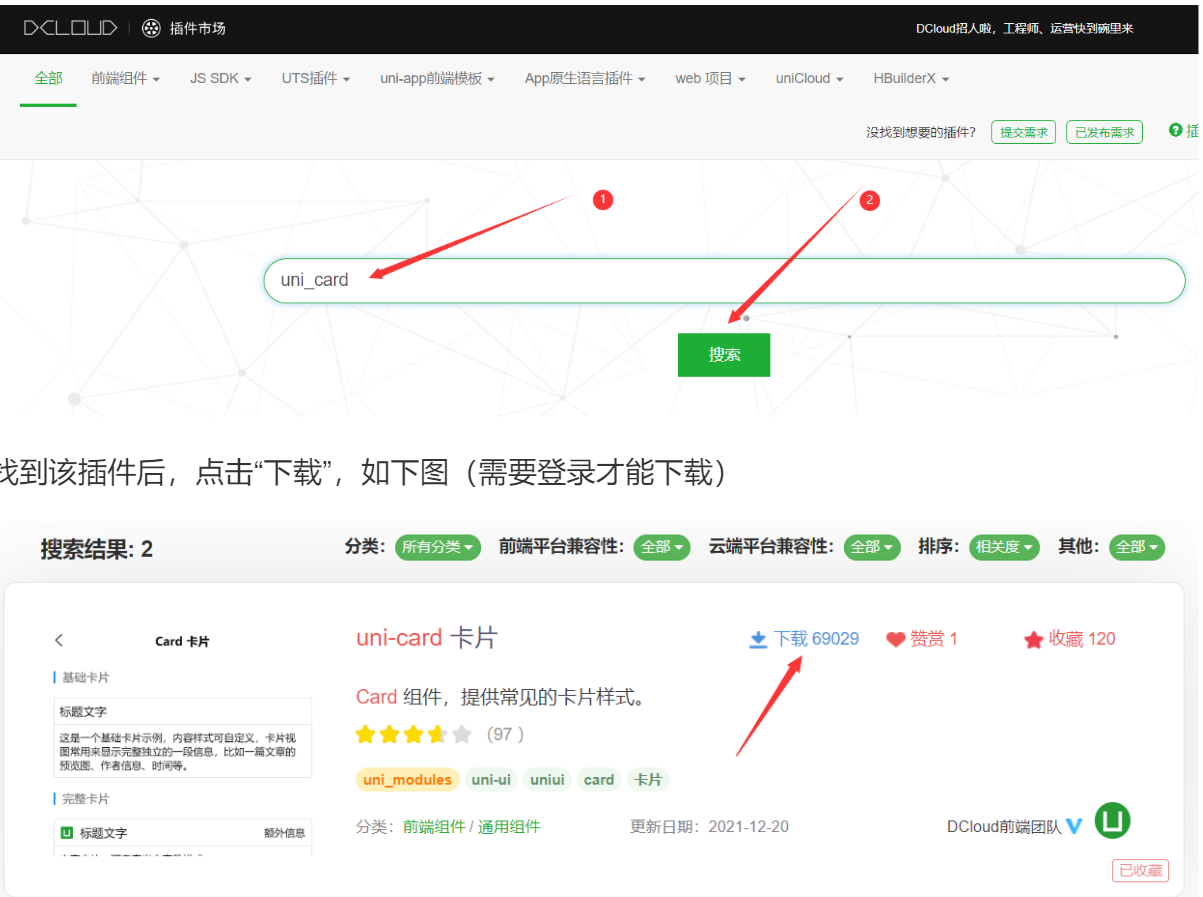 DCLOUD 插件市场 DCloud招人啦，工程师、运营快到碗里来
全部 前端组件 JS SDK UTS插件 uni-app前端模板 App原生语言插件 web 项目 uniCloud HBuilderX
没找到想要的插件？ 提交需求 已发布需求 插
1 2
uni_card
搜索
找到该插件后，点击“下载”，如下图（需要登录才能下载）
搜索结果: 2 分类： 所有分类 前端平台兼容性： 全部 云端平台兼容性： 全部 排序： 相关度 其他： 全部
Card 卡片
基础卡片
标题文字
这是一个基础卡片示例，内容样式可自定义，卡片视
图常用来显示完整独立的一段信息，比如一篇文章的
预览图、作者信息、时间等。
完整卡片
标题文字 额外信息
uni-card 卡片 下载 69029 赞赏 1 收藏 120
Card 组件，提供常见的卡片样式。
（97 ）
uni_modules uni-ui uniui card 卡片
分类：前端组件 / 通用组件 更新日期：2021-12-20 DCloud前端团队
已收藏